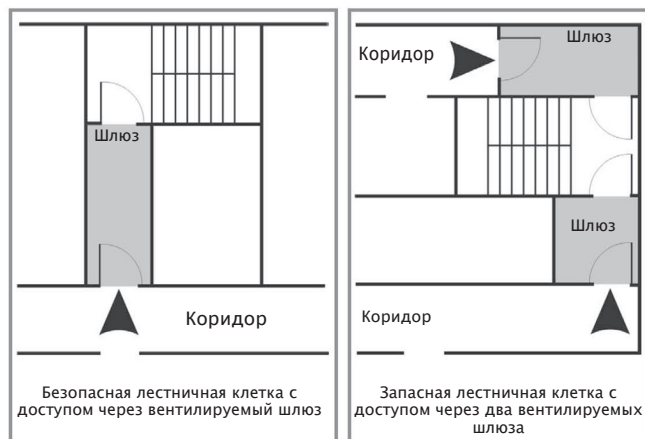 Шлюз
Коридор
Безопасная лестничная клетка с
доступом через вентилируемый шлюз
Шлюз
Коридор
Шлюз
Коридор
Запасная лестничная клетка с
доступом через два вентилируемых
шлюза